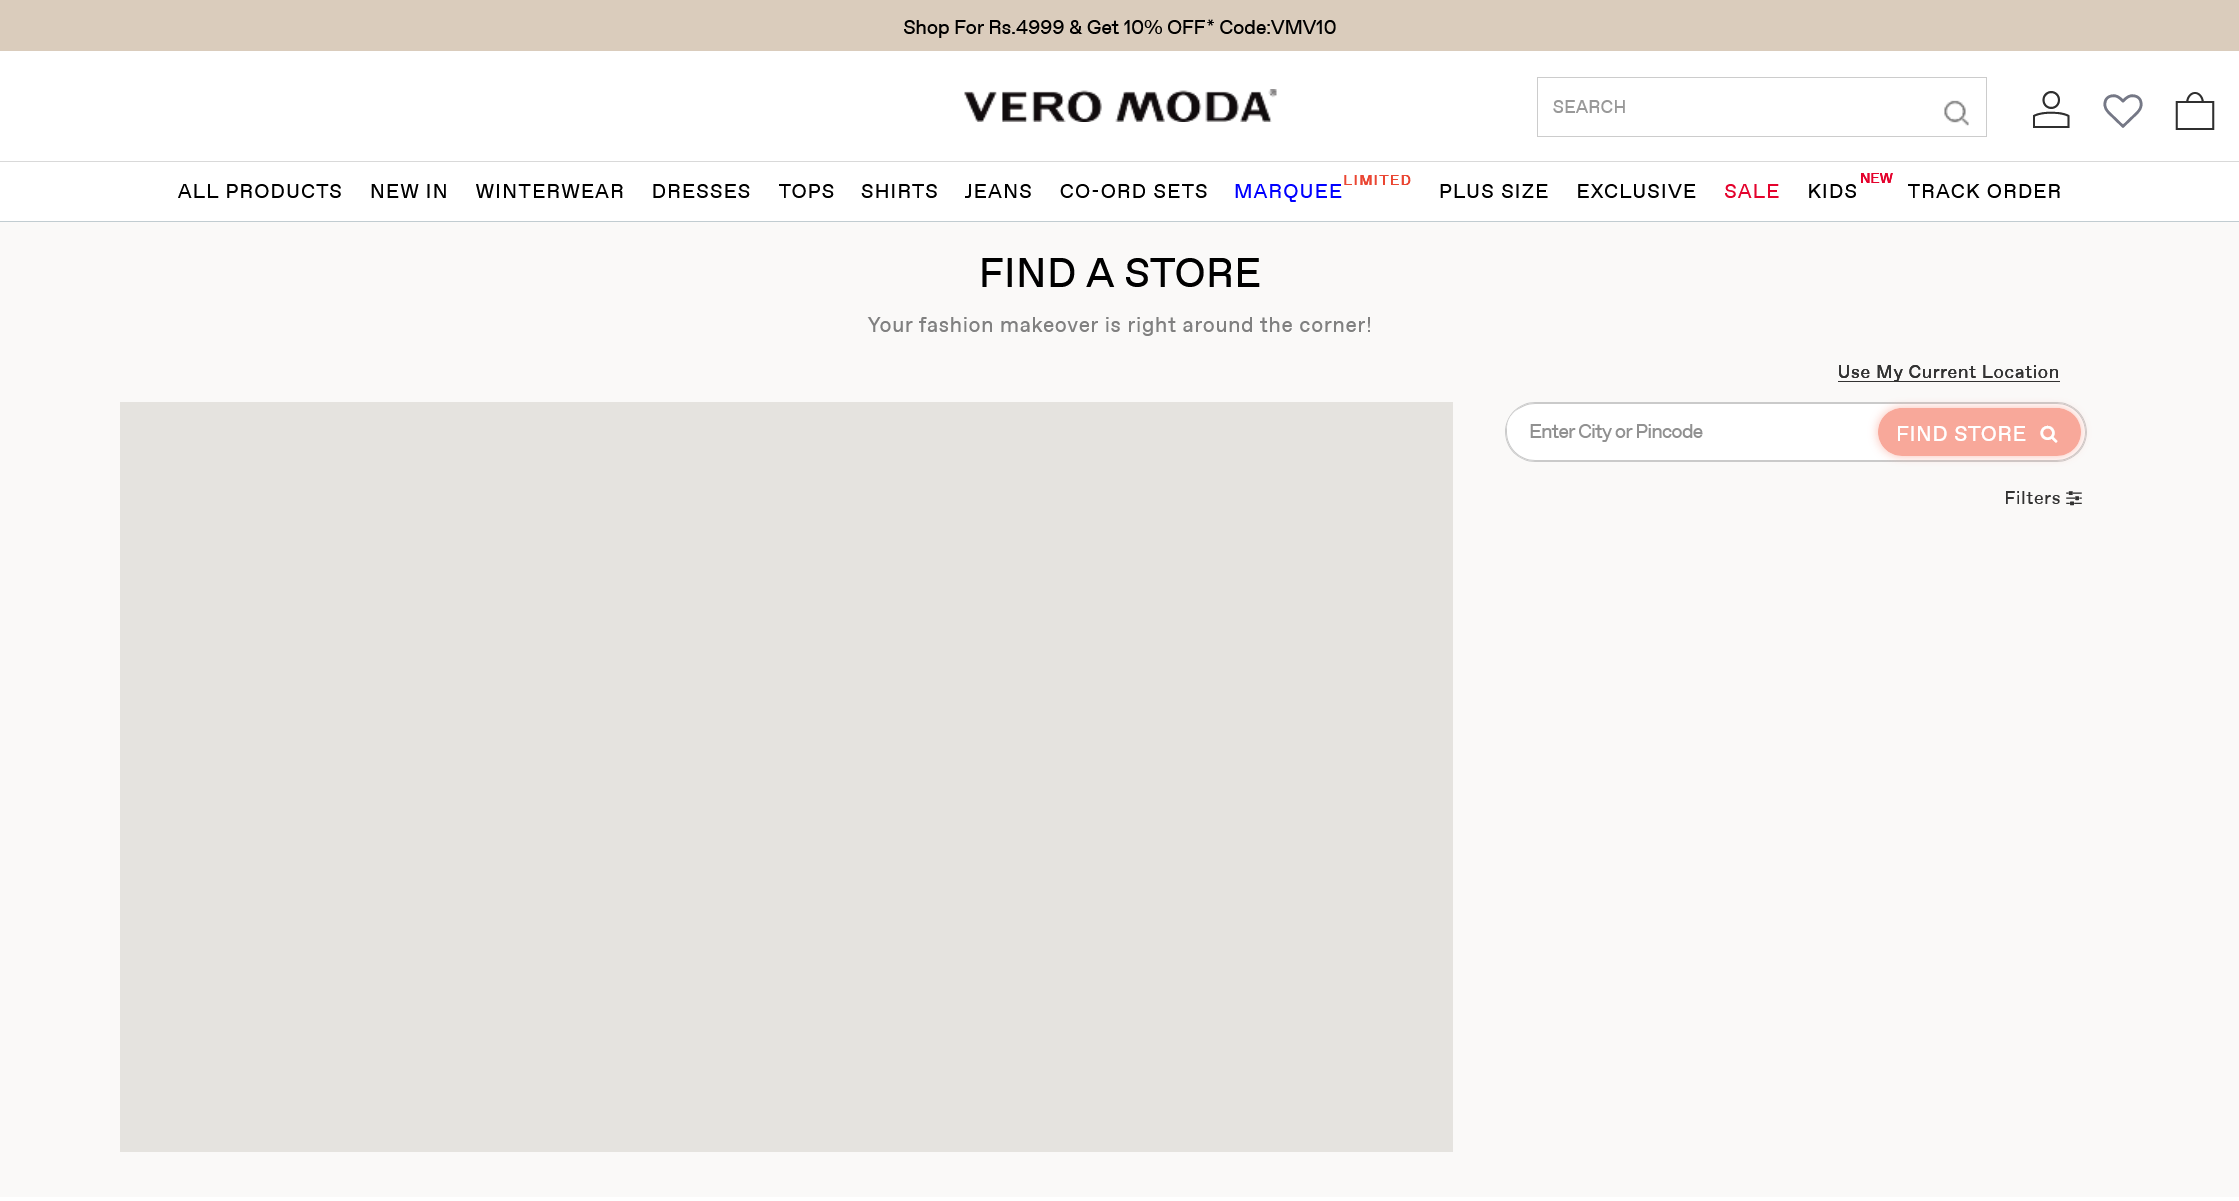 Shop For Rs.4999 & Get 10% OFF* Code:VMV10
VERO MODA®
SEARCH
ALL PRODUCTS NEW IN WINTERWEAR DRESSES TOPS SHIRTS JEANS CO-ORD SETS MARQUEE LIMITED PLUS SIZE EXCLUSIVE SALE KIDS NEW TRACK ORDER
FIND A STORE
Your fashion makeover is right around the corner!
Use My Current Location
Enter City or Pincode FIND STORE
Filters